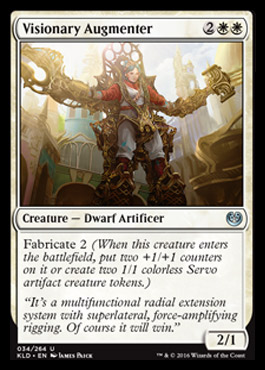 Visionary Augmenter 2
Creature — Dwarf Artificer
Fabricate 2 (When this creature
enters the battlefield, put two +1/+1 counters
on it or create two 1/1 colorless Servo
artifact creature tokens.)
“It’s a multifunctional radial extension
system with superlateral, force-amplifying
rigging. Of course it will win.”
2/1
034/264 U
KLD • EN JAMES PAICK
™ & © 2016 Wizards of the Coast